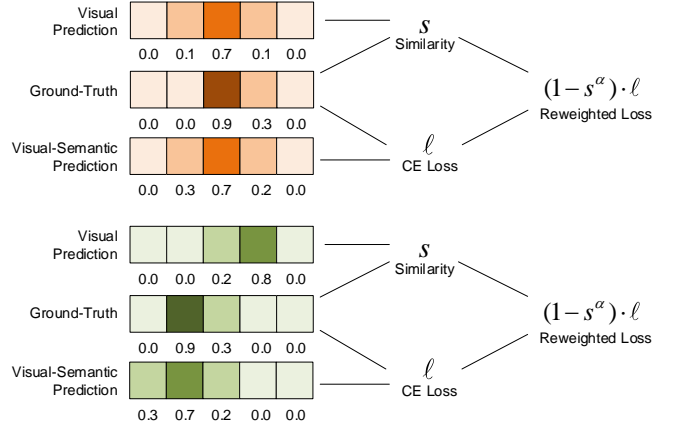 Visual
Prediction
0.0 0.1 0.7 0.1 0.0
s
Similarity
Ground-Truth
0.0 0.0 0.9 0.3 0.0
(1−s^α)·ℓ
Reweighted Loss
Visual-Semantic
Prediction
0.0 0.3 0.7 0.2 0.0
ℓ
CE Loss
Visual
Prediction
0.0 0.0 0.2 0.8 0.0
s
Similarity
Ground-Truth
0.0 0.9 0.3 0.0 0.0
(1−s^α)·ℓ
Reweighted Loss
Visual-Semantic
Prediction
0.3 0.7 0.2 0.0 0.0
ℓ
CE Loss